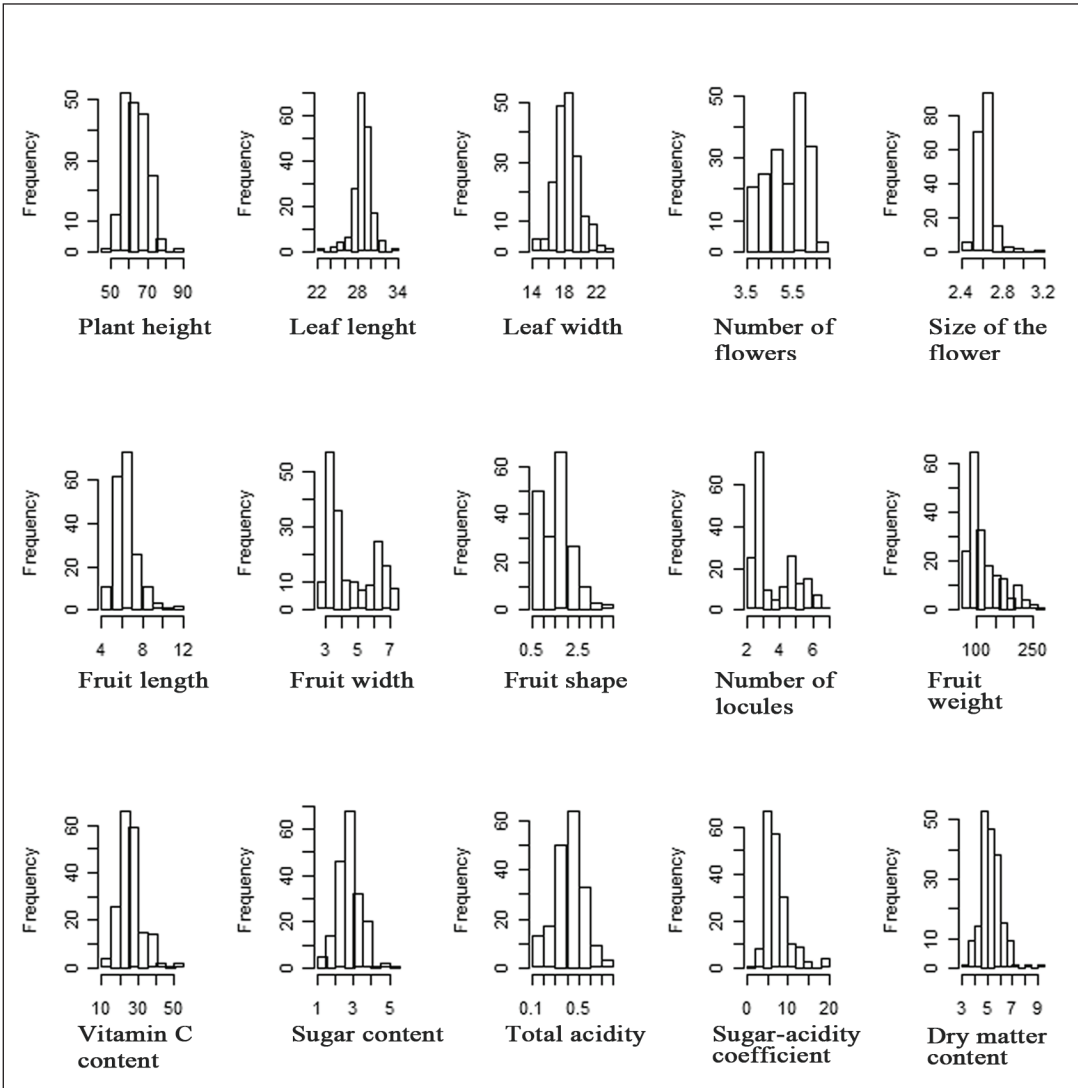 Frequency
0 10 30 50
50 70 90
Plant height
Frequency
0 20 40 60
22 28 34
Leaf lenght
Frequency
0 10 30 50
14 18 22
Leaf width
Frequency
0 10 30 50
3.5 5.5
Number of
flowers
Frequency
0 20 40 60 80
2.4 2.8 3.2
Size of the
flower
Frequency
0 20 40 60
4 8 12
Fruit length
Frequency
0 10 30 50
3 5 7
Fruit width
Frequency
0 20 40 60
0.5 2.5
Fruit shape
Frequency
0 20 40 60
2 4 6
Number of
locules
Frequency
0 20 40 60
100 250
Fruit
weight
Frequency
0 20 40 60
10 30 50
Vitamin C
content
Frequency
0 20 40 60
1 3 5
Sugar content
Frequency
0 20 40 60
0.1 0.5
Total acidity
Frequency
0 20 40 60
0 10 20
Sugar-acidity
coefficient
Frequency
0 10 30 50
3 5 7 9
Dry matter
content